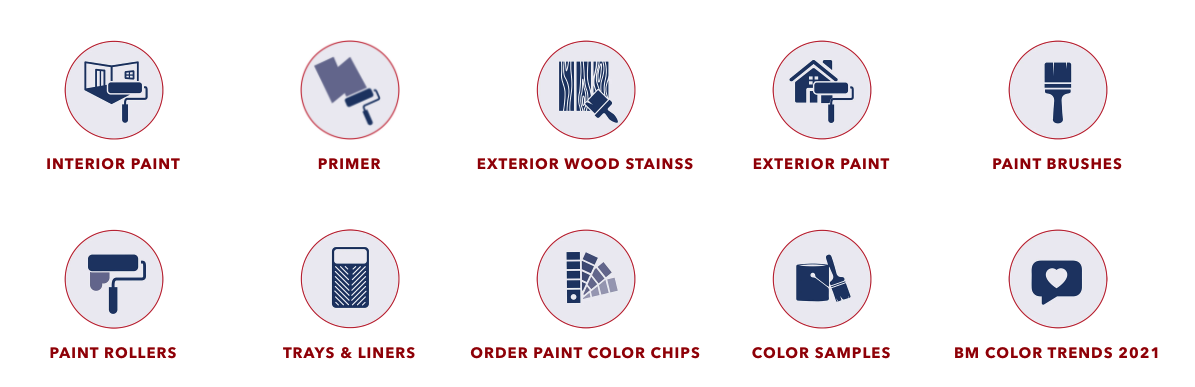 INTERIOR PAINT
PRIMER
EXTERIOR WOOD STAINSS
EXTERIOR PAINT
PAINT BRUSHES
PAINT ROLLERS
TRAYS & LINERS
ORDER PAINT COLOR CHIPS
COLOR SAMPLES
BM COLOR TRENDS 2021